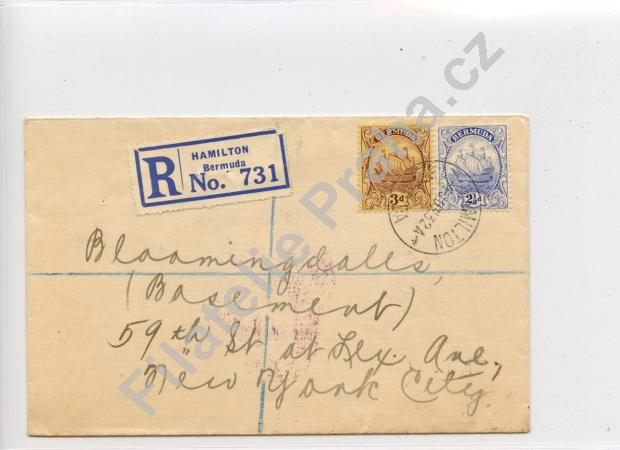 R
HAMILTON
Bermuda
No. 731
BERMUDA
3d
BERMUDA
2½d
HAMILTON
Bloomingdales,
(Basement)
59th St at Lex. Ave.,
New York City.
Filatelie Praha.cz